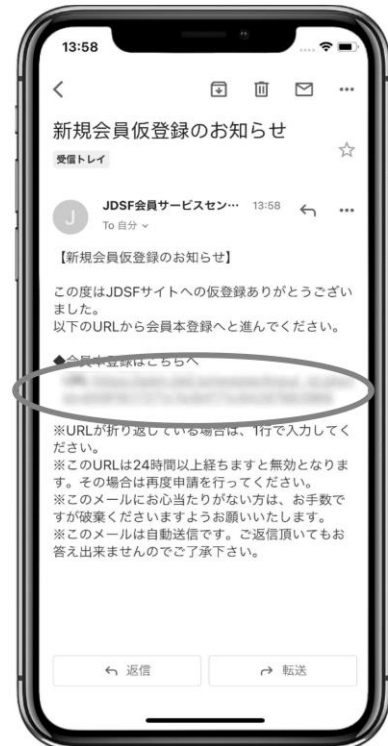 13:58
新規会員仮登録のお知らせ
受信トレイ
J
JDSF会員サービスセン… 13:58
To 自分
【新規会員仮登録のお知らせ】
この度はJDSFサイトへの仮登録ありがとうござい
ました。
以下のURLから会員本登録へと進んでください。
◆会員本登録はこちらへ
※URLが折り返している場合は、1行で入力してく
ださい。
※このURLは24時間以上経ちますと無効となりま
す。その場合は再度申請を行ってください。
※このメールにお心当たりがない方は、お手数で
すが破棄くださいますようお願いいたします。
※このメールは自動送信です。ご返信頂いてもお
答え出来ませんのでご了承下さい。
返信 転送